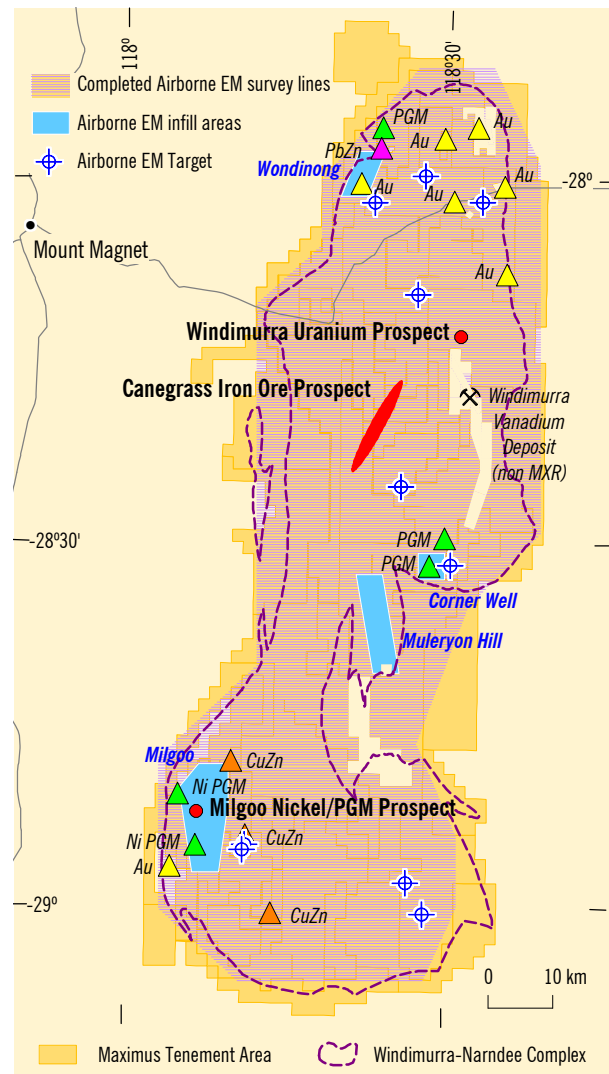 118º
118º30'
Completed Airborne EM survey lines
Airborne EM infill areas
Airborne EM Target
PGM
Au
PbZn
Wondinong
Au
Au
Au
-28º
Mount Magnet
Au
Windimurra Uranium Prospect
Canegrass Iron Ore Prospect
Windimurra
Vanadium
Deposit
(non MXR)
-28º30'
PGM
PGM
Corner Well
Muleryon Hill
Milgoo
CuZn
Ni PGM
Milgoo Nickel/PGM Prospect
Ni PGM
CuZn
Au
-29º
CuZn
0 10 km
Maximus Tenement Area
Windimurra-Narndee Complex